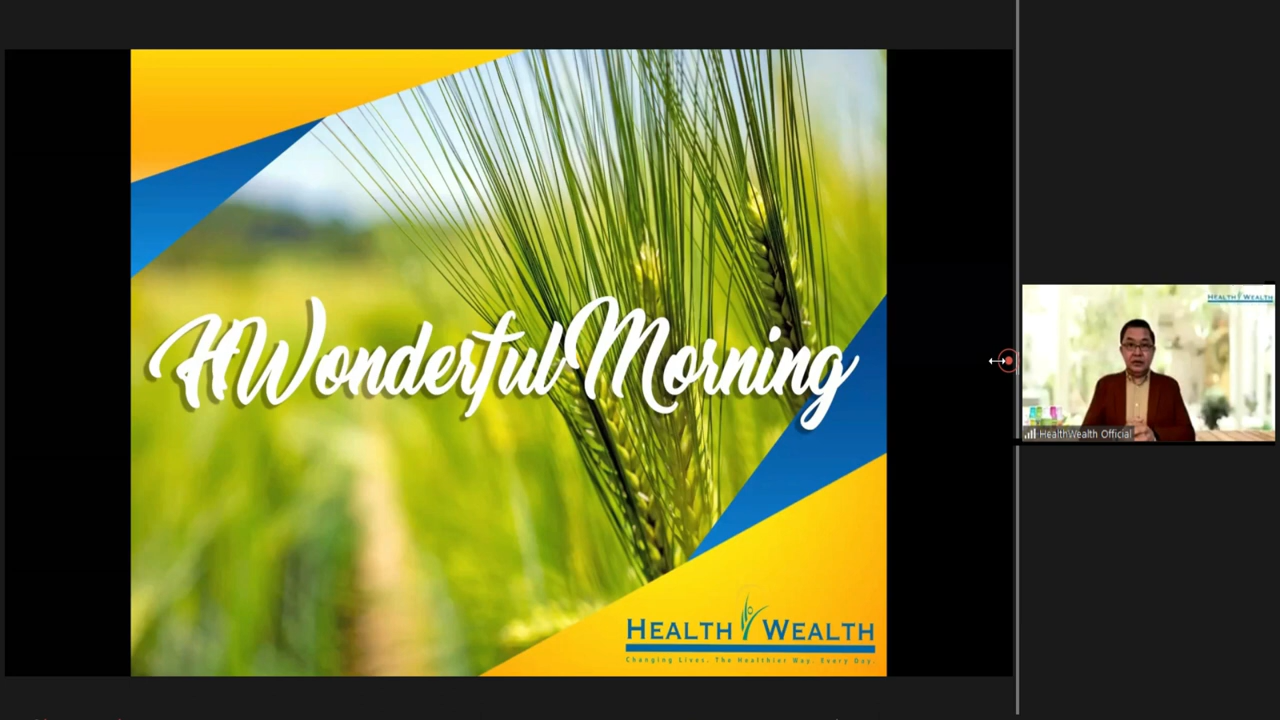 HWonderful Morning
HEALTH WEALTH
Changing Lives. The Healthier Way. Every Day.
HEALTH WEALTH
HealthWealth Official